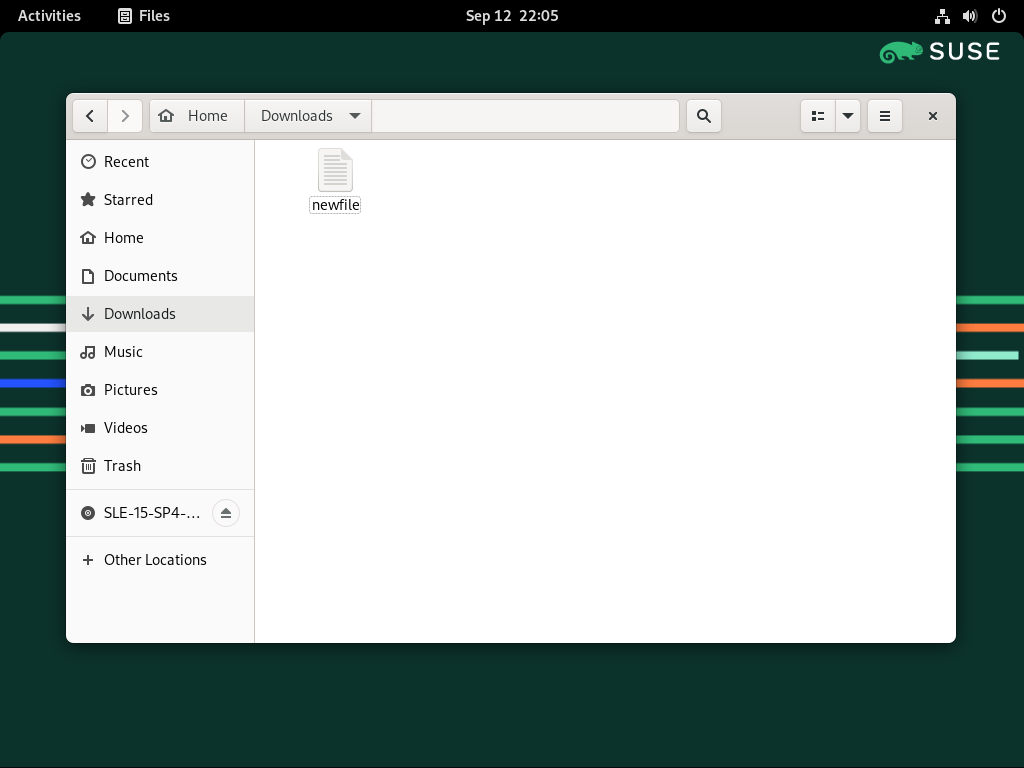 Activities Files Sep 12 22:05
SUSE
Home Downloads
Recent
Starred
Home
Documents
Downloads
Music
Pictures
Videos
Trash
SLE-15-SP4-...
Other Locations
newfile